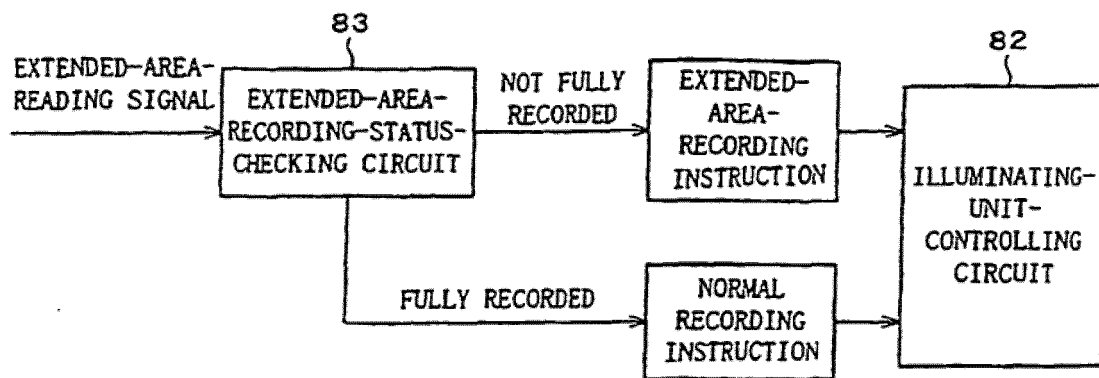 83
82
EXTENDED-AREA-
READING SIGNAL
EXTENDED-AREA-
RECORDING-STATUS-
CHECKING CIRCUIT
NOT FULLY
RECORDED
EXTENDED-
AREA-
RECORDING
INSTRUCTION
ILLUMINATING-
UNIT-
CONTROLLING
CIRCUIT
FULLY RECORDED
NORMAL
RECORDING
INSTRUCTION